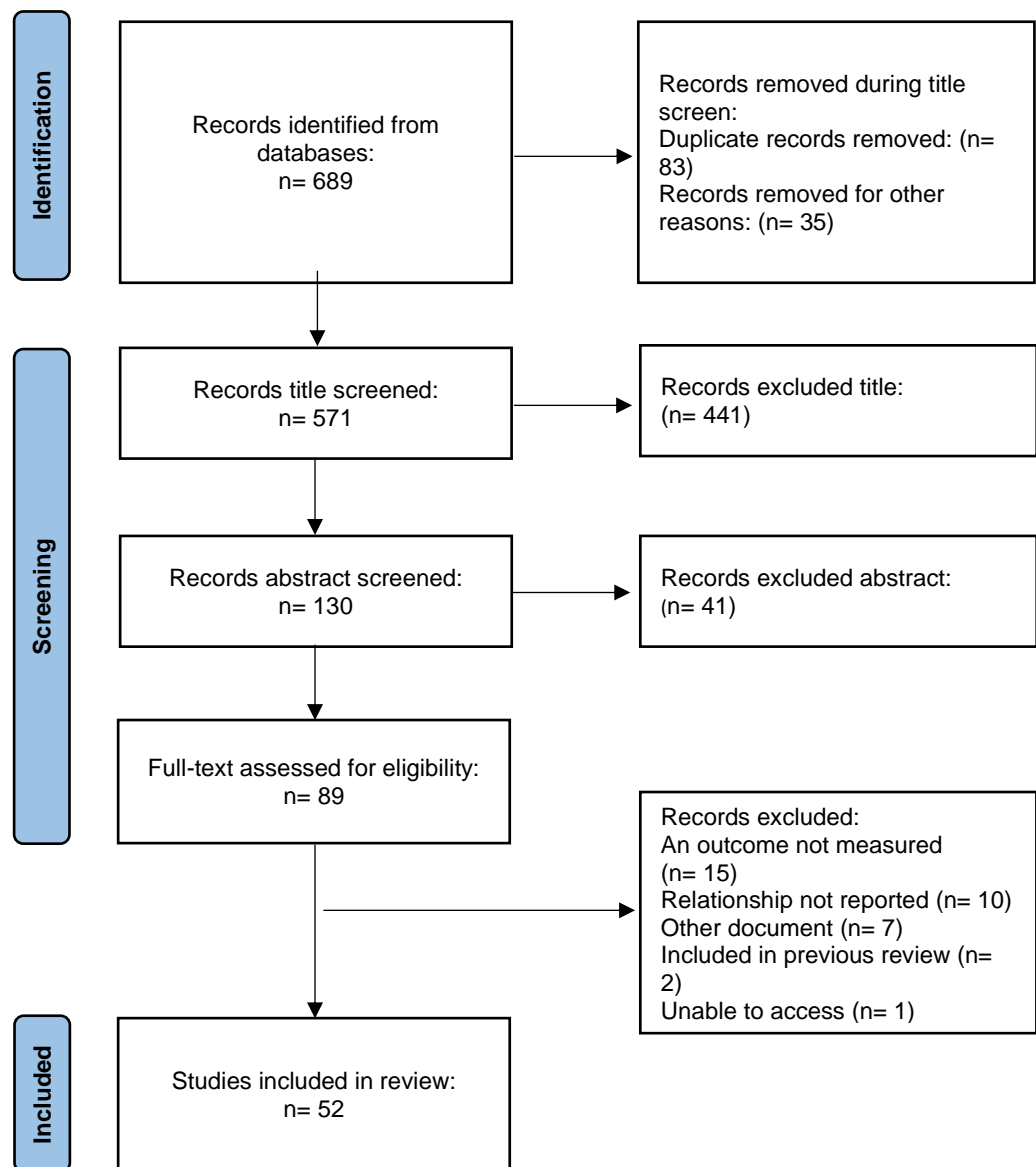 Identification
Records identified from
databases:
n= 689
Records removed during title
screen:
Duplicate records removed: (n=
83)
Records removed for other
reasons: (n= 35)
Screening
Records title screened:
n= 571
Records excluded title:
(n= 441)
Records abstract screened:
n= 130
Records excluded abstract:
(n= 41)
Full-text assessed for eligibility:
n= 89
Records excluded:
An outcome not measured
(n= 15)
Relationship not reported (n= 10)
Other document (n= 7)
Included in previous review (n=
2)
Unable to access (n= 1)
Included
Studies included in review:
n= 52